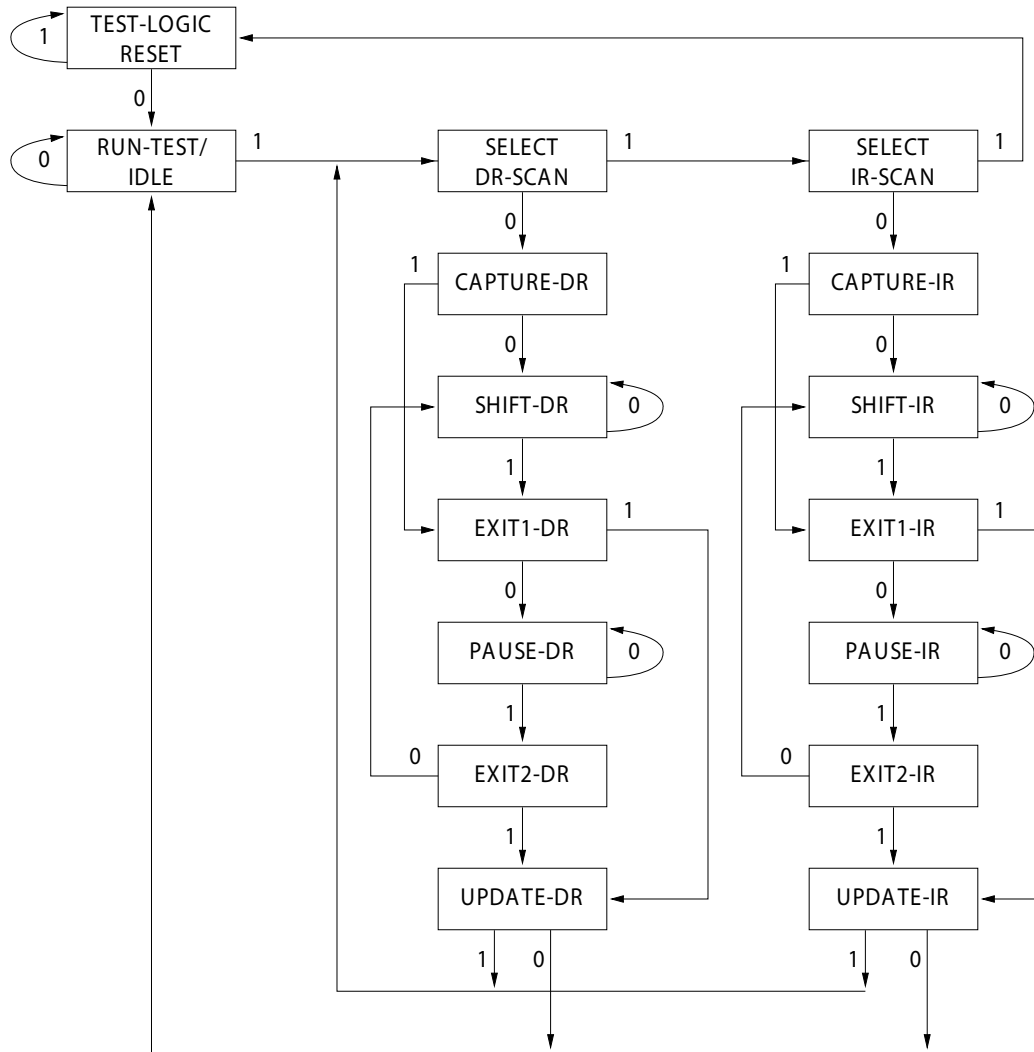 TEST-LOGIC
RESET
1
0
RUN-TEST/
IDLE
0
1
SELECT
DR-SCAN
1
SELECT
IR-SCAN
1
0
0
1
CAPTURE-DR
1
CAPTURE-IR
0
0
SHIFT-DR
0
SHIFT-IR
0
1
1
EXIT1-DR
1
EXIT1-IR
1
0
0
PAUSE-DR
0
PAUSE-IR
0
1
1
0
EXIT2-DR
0
EXIT2-IR
1
1
UPDATE-DR
UPDATE-IR
1
0
1
0